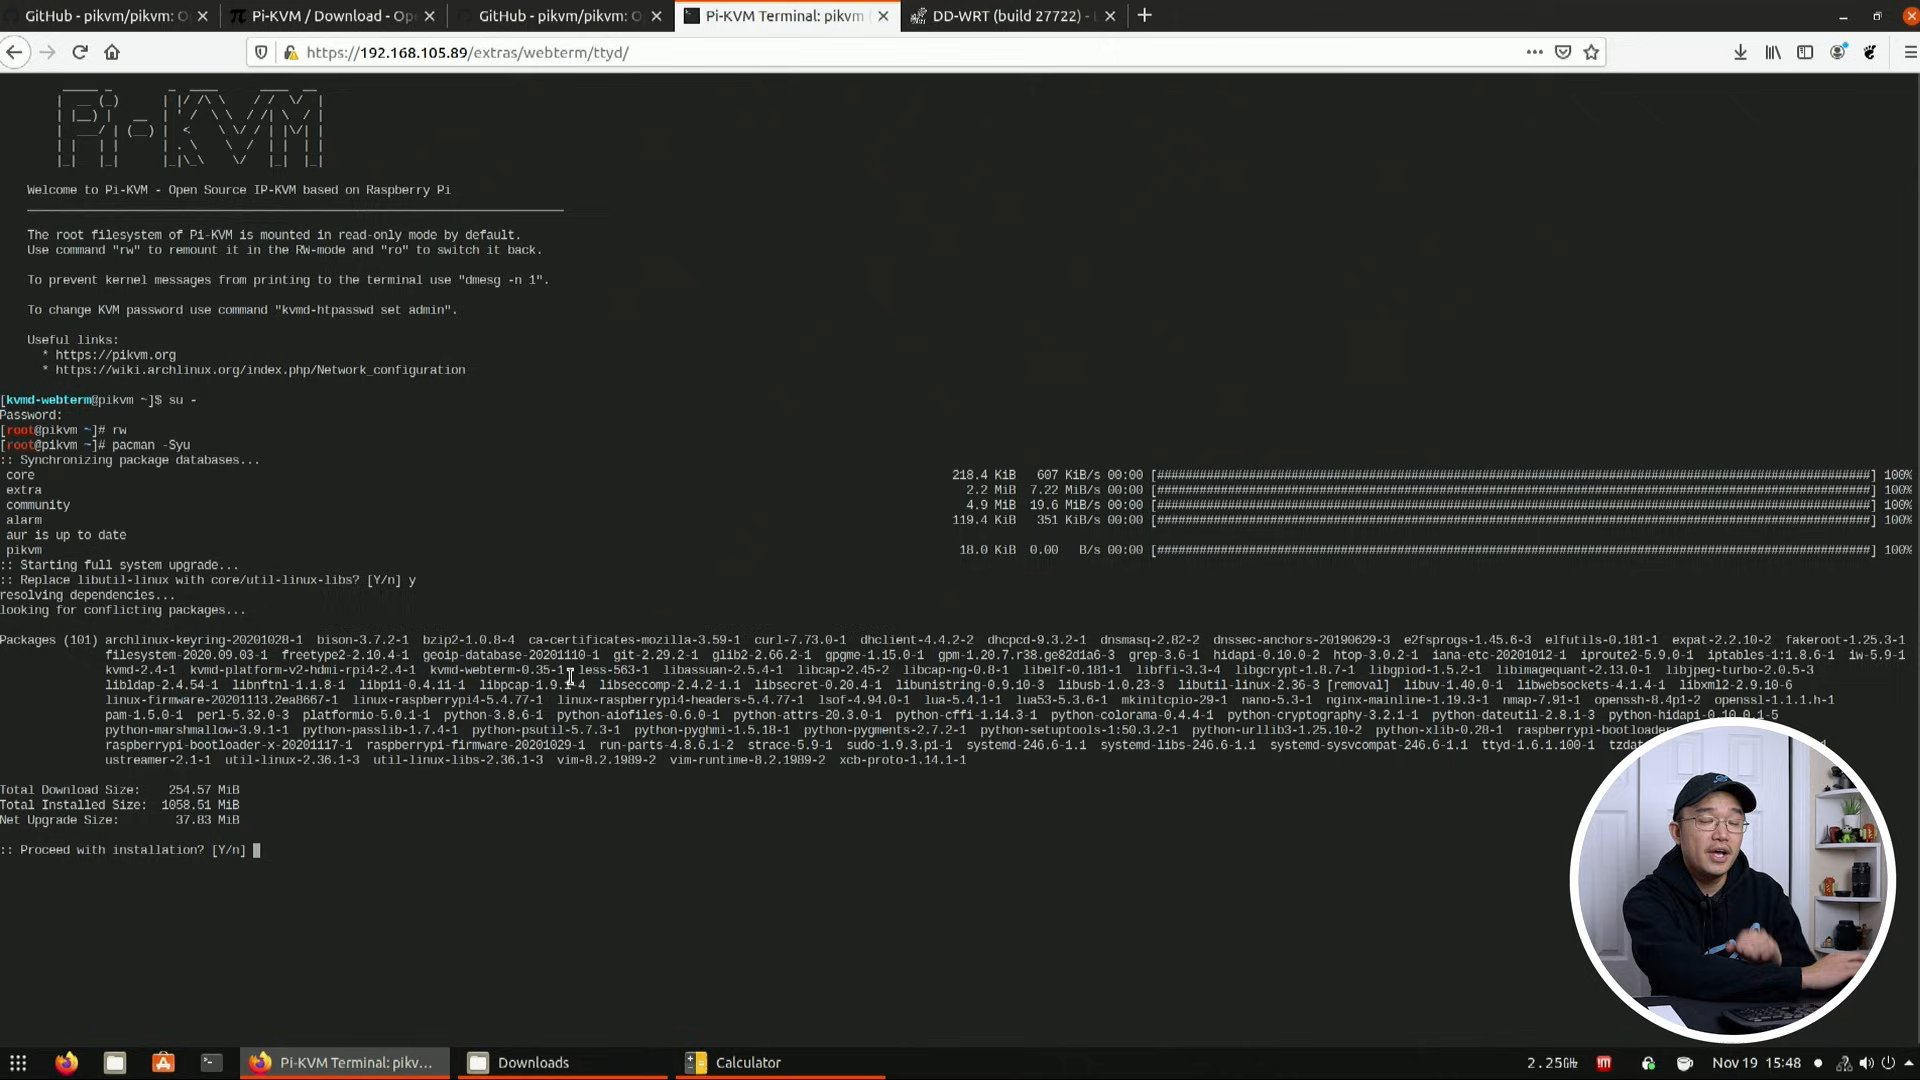 GitHub - pikvm/pikvm: O
Pi-KVM / Download - Ope
GitHub - pikvm/pikvm: O
Pi-KVM Terminal: pikvm (
DD-WRT (build 27722) -
https://192.168.105.89/extras/webterm/ttyd/
Pi-KVM
Welcome to Pi-KVM - Open Source IP-KVM based on Raspberry Pi
The root filesystem of Pi-KVM is mounted in read-only mode by default.
Use command "rw" to remount it in the RW-mode and "ro" to switch it back.
To prevent kernel messages from printing to the terminal use "dmesg -n 1".
To change KVM password use command "kvmd-htpasswd set admin".
Useful links:
* https://pikvm.org
* https://wiki.archlinux.org/index.php/Network_configuration
[kvmd-webterm@pikvm ~]$ su -
Password:
[root@pikvm ~]# rw
[root@pikvm ~]# pacman -Syu
:: Synchronizing package databases...
core 218.4 KiB 607 KiB/s 00:00 [####################] 100%
extra 2.2 MiB 7.22 MiB/s 00:00 [####################] 100%
community 4.9 MiB 19.6 MiB/s 00:00 [####################] 100%
alarm 119.4 KiB 351 KiB/s 00:00 [####################] 100%
aur is up to date
pikvm 18.0 KiB 0.00 B/s 00:00 [####################] 100%
:: Starting full system upgrade...
:: Replace libutil-linux with core/util-linux-libs? [Y/n] y
resolving dependencies...
looking for conflicting packages...
Packages (101) archlinux-keyring-20201028-1 bison-3.7.2-1 bzip2-1.0.8-4 ca-certificates-mozilla-3.59-1 curl-7.73.0-1 dhclient-4.4.2-2 dhcpcd-9.3.2-1 dnsmasq-2.82-2 dnssec-anchors-20190629-3 e2fsprogs-1.45.6-3 elfutils-0.181-1 expat-2.2.10-2 fakeroot-1.25.3-1
filesystem-2020.09.03-1 freetype2-2.10.4-1 geoip-database-20201110-1 git-2.29.2-1 glib2-2.66.2-1 gpgme-1.15.0-1 gpm-1.20.7.r38.ge82d1a6-3 grep-3.6-1 hidapi-0.10.0-2 htop-3.0.2-1 iana-etc-20201012-1 iproute2-5.9.0-1 iptables-1:1.8.6-1 iw-5.9-1
kvmd-2.4-1 kvmd-platform-v2-hdmi-rpi4-2.4-1 kvmd-webterm-0.35-1 less-563-1 libassuan-2.5.4-1 libcap-2.45-2 libcap-ng-0.8-1 libelf-0.181-1 libffi-3.3-4 libgcrypt-1.8.7-1 libgpiod-1.5.2-1 libimagequant-2.13.0-1 libjpeg-turbo-2.0.5-3
libldap-2.4.54-1 libnftnl-1.1.8-1 libp11-0.4.11-1 libpcap-1.9.1-4 libseccomp-2.4.2-1.1 libsecret-0.20.4-1 libunistring-0.9.10-3 libusb-1.0.23-3 libutil-linux-2.36-3 [removal] libuv-1.40.0-1 libwebsockets-4.1.4-1 libxml2-2.9.10-6
linux-firmware-20201113.2ea8667-1 linux-raspberrypi4-5.4.77-1 linux-raspberrypi4-headers-5.4.77-1 lsof-4.94.0-1 lua-5.4.1-1 lua53-5.3.6-1 mkinitcpio-29-1 nano-5.3-1 nginx-mainline-1.19.3-1 nmap-7.91-1 openssh-8.4p1-2 openssl-1.1.1.h-1
pam-1.5.0-1 perl-5.32.0-3 platformio-5.0.1-1 python-3.8.6-1 python-aiofiles-0.6.0-1 python-attrs-20.3.0-1 python-cffi-1.14.3-1 python-colorama-0.4.4-1 python-cryptography-3.2.1-1 python-dateutil-2.8.1-3 python-hidapi-0.10.0.1-5
python-marshmallow-3.9.1-1 python-passlib-1.7.4-1 python-psutil-5.7.3-1 python-pyghmi-1.5.18-1 python-pygments-2.7.2-1 python-setuptools-1:50.3.2-1 python-urllib3-1.25.10-2 python-xlib-0.28-1 raspberrypi-bootloader
raspberrypi-bootloader-x-20201117-1 raspberrypi-firmware-20201029-1 run-parts-4.8.6.1-2 strace-5.9-1 sudo-1.9.3.p1-1 systemd-246.6-1.1 systemd-libs-246.6-1.1 systemd-sysvcompat-246.6-1.1 ttyd-1.6.1.100-1 tzdat
ustreamer-2.1-1 util-linux-2.36.1-3 util-linux-libs-2.36.1-3 vim-8.2.1989-2 vim-runtime-8.2.1989-2 xcb-proto-1.14.1-1
Total Download Size: 254.57 MiB
Total Installed Size: 1058.51 MiB
Net Upgrade Size: 37.83 MiB
:: Proceed with installation? [Y/n]
Pi-KVM Terminal: pikv...
Downloads
Calculator
2.25GHz
Nov 19 15:48